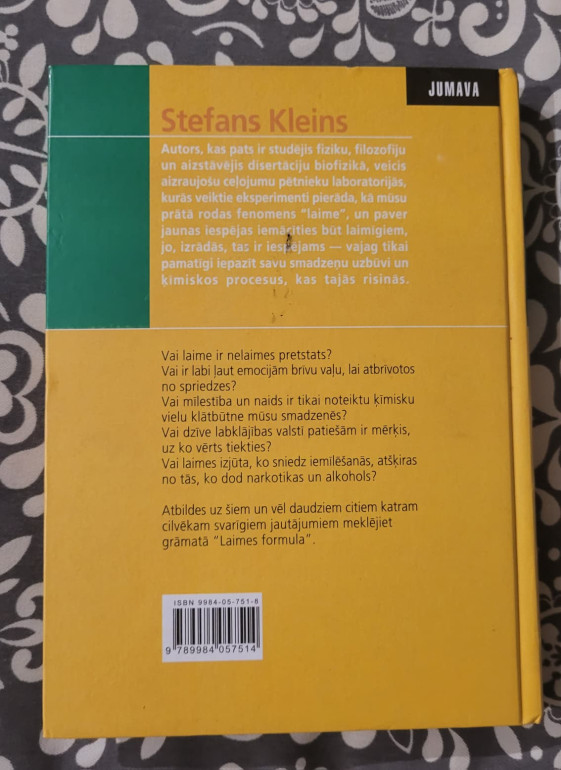 JUMAVA
Stefans Kleins
Autors, kas pats ir studējis fiziku, filozofiju
un aizstāvējis disertāciju biofizikā, veicis
aizraujošu ceļojumu pētnieku laboratorijās,
kurās veiktie eksperimenti pierāda, kā mūsu
prātā rodas fenomens "laime", un paver
jaunas iespējas iemācīties būt laimīgiem,
jo, izrādās, tas ir iespējams — vajag tikai
pamatīgi iepazīt savu smadzeņu uzbūvi un
ķīmiskos procesus, kas tajās risinās.
Vai laime ir nelaimes pretstats?
Vai ir labi ļaut emocijām brīvu vaļu, lai atbrīvotos
no spriedzes?
Vai mīlestība un naids ir tikai noteiktu ķīmisku
vielu klātbūtne mūsu smadzenēs?
Vai dzīve labklājības valstī patiešām ir mērķis,
uz ko vērts tiekties?
Vai laimes izjūta, ko sniedz iemīlēšanās, atšķiras
no tās, ko dod narkotikas un alkohols?
Atbildes uz šiem un vēl daudziem citiem katram
cilvēkam svarīgiem jautājumiem meklējiet
grāmatā "Laimes formula".
ISBN 9984-05-751-8
9 789984 057514